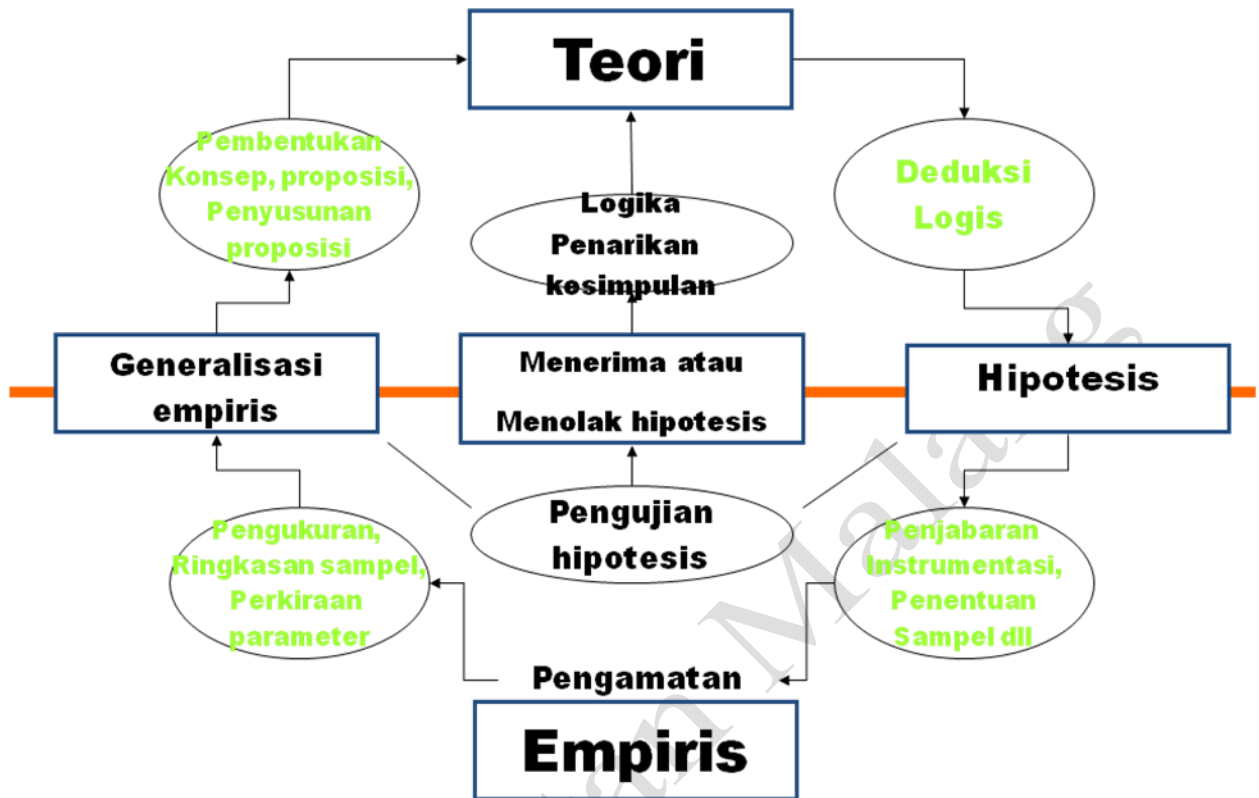 Teori
Pembentukan
Konsep, proposisi,
Penyusunan
proposisi
Logika
Penarikan
kesimpulan
Deduksi
Logis
Generalisasi
empiris
Menerima atau
Menolak hipotesis
Hipotesis
Pengukuran,
Ringkasan sampel,
Perkiraan
parameter
Pengujian
hipotesis
Penjabaran
Instrumentasi,
Penentuan
Sampel dll
Pengamatan
Empiris
Malang